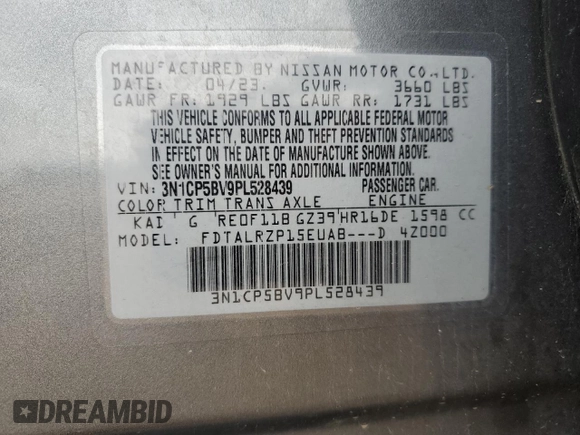 MANUFACTURED BY NISSAN MOTOR CO.,LTD.
DATE: 04/23 GVWR: 3660 LBS
GAWR FR: 1929 LBS GAWR RR: 1731 LBS
THIS VEHICLE CONFORMS TO ALL APPLICABLE FEDERAL MOTOR
VEHICLE SAFETY, BUMPER AND THEFT PREVENTION STANDARDS
IN EFFECT ON THE DATE OF MANUFACTURE SHOWN ABOVE.
SEE OWNER'S MANUAL FOR ADDITIONAL INFORMATION.
VIN: 3N1CP5BV9PL528439 PASSENGER CAR.
COLOR TRIM TRANS AXLE ENGINE
KAI G RE0F11B GZ39 HR16DE 1598 CC
MODEL: FDTALRZP15EUAB---D 42000
3N1CP5BV9PL528439
DREAMBID.COM